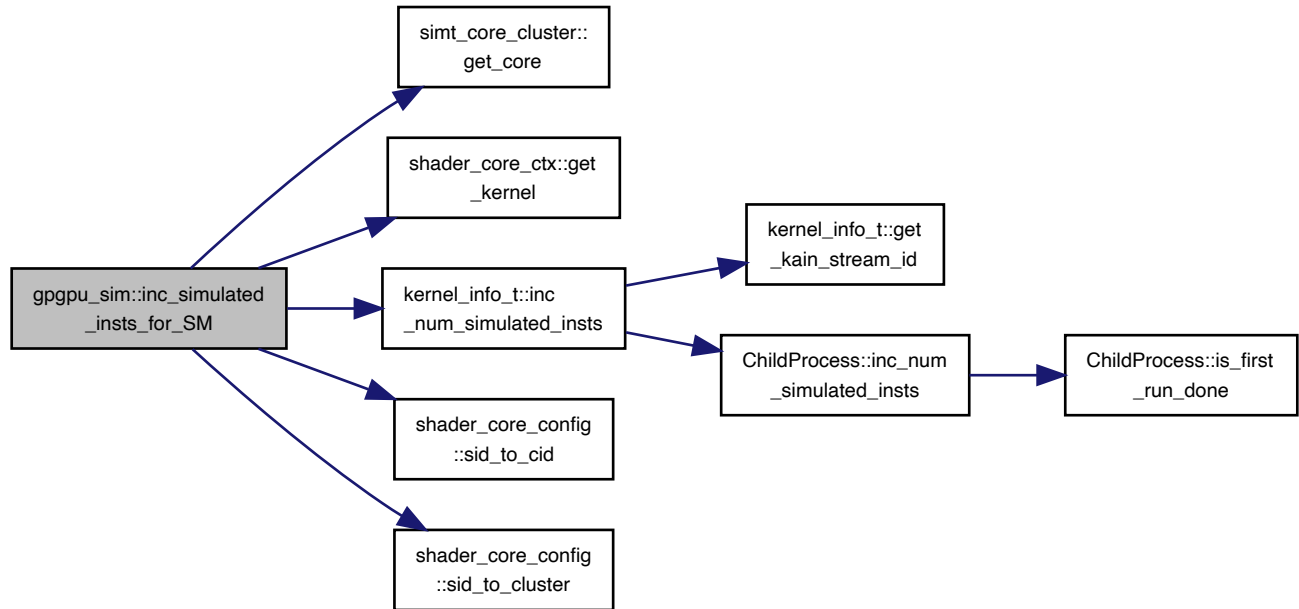 simt_core_cluster::
get_core
shader_core_ctx::get
_kernel
kernel_info_t::get
_kain_stream_id
gpgpu_sim::inc_simulated
_insts_for_SM
kernel_info_t::inc
_num_simulated_insts
ChildProcess::inc_num
_simulated_insts
ChildProcess::is_first
_run_done
shader_core_config
::sid_to_cid
shader_core_config
::sid_to_cluster